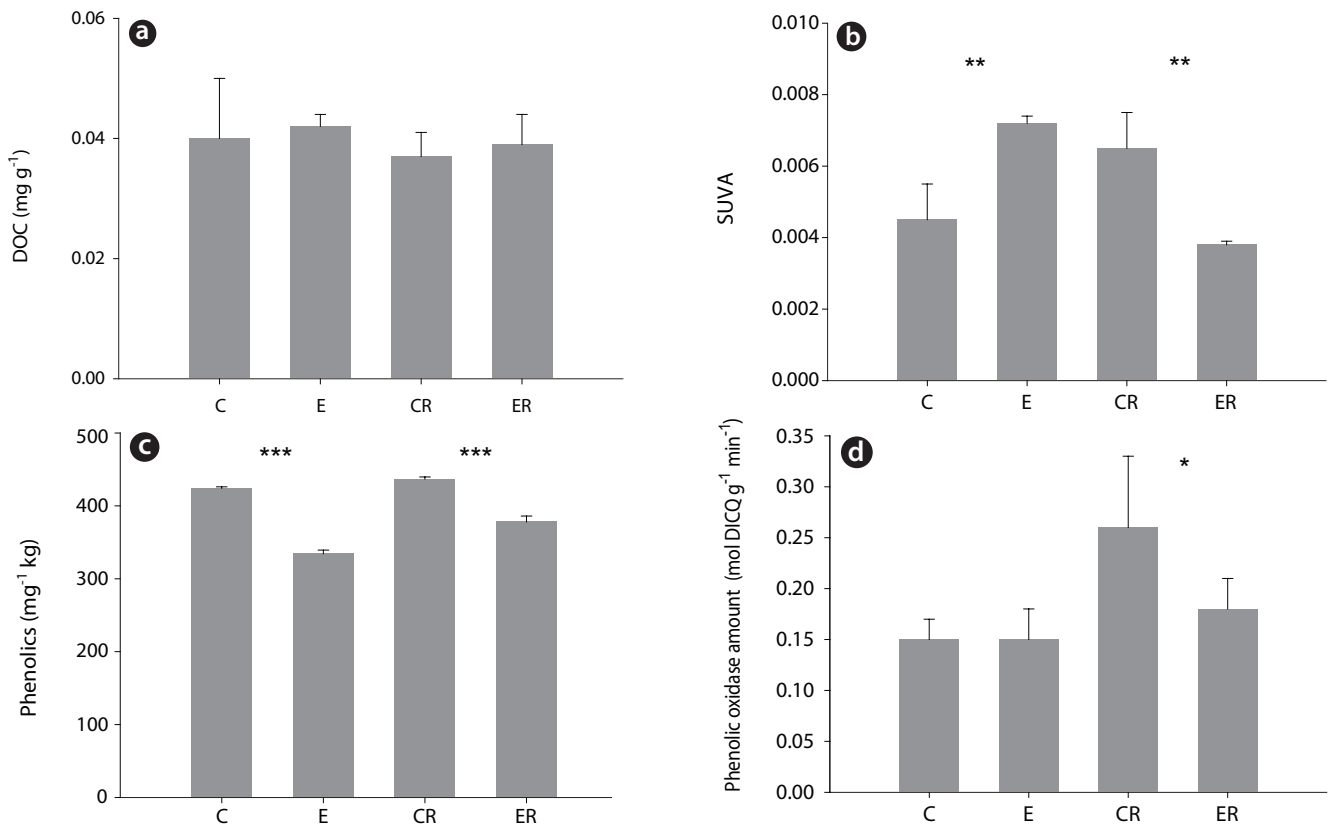 a
DOC (mg g-1)
0.06
0.04
0.02
0.00
C E CR ER
b
SUVA
0.010
0.008
0.006
0.004
0.002
0.000
** **
C E CR ER
c
Phenolics (mg-1 kg)
500
400
300
200
100
0
*** ***
C E CR ER
d
Phenolic oxidase amount (mol DICQ g-1 min-1)
0.35
0.30
0.25
0.20
0.15
0.10
0.05
0.00
*
C E CR ER